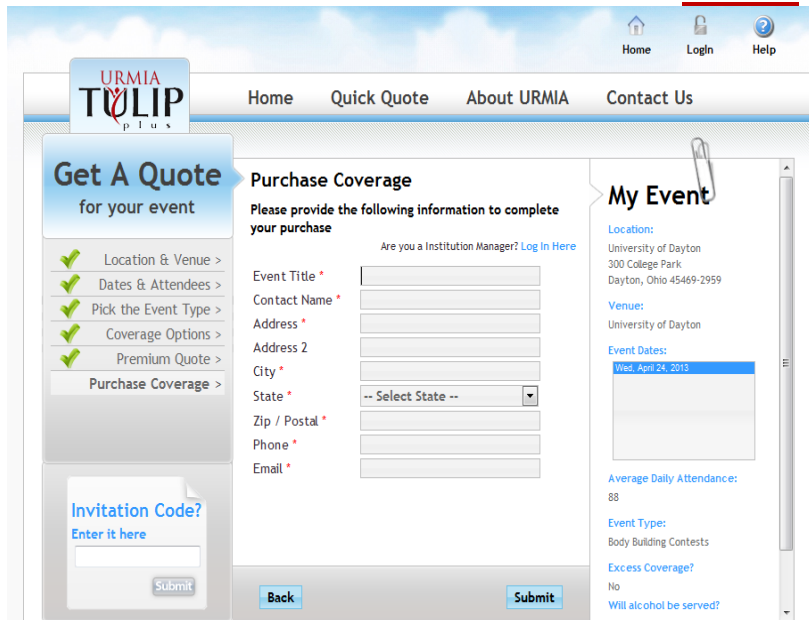 Home LogIn Help
URMIA
TULIP
plus
Home Quick Quote About URMIA Contact Us
Get A Quote
for your event
Location & Venue >
Dates & Attendees >
Pick the Event Type >
Coverage Options >
Premium Quote >
Purchase Coverage >
Invitation Code?
Enter it here
Submit
Purchase Coverage
Please provide the following information to complete
your purchase
Are you a Institution Manager? Log In Here
Event Title *
Contact Name *
Address *
Address 2
City *
State * -- Select State --
Zip / Postal *
Phone *
Email *
Back Submit
My Event
Location:
University of Dayton
300 College Park
Dayton, Ohio 45469-2959
Venue:
University of Dayton
Event Dates:
Wed, April 24, 2013
Average Daily Attendance:
88
Event Type:
Body Building Contests
Excess Coverage?
No
Will alcohol be served?